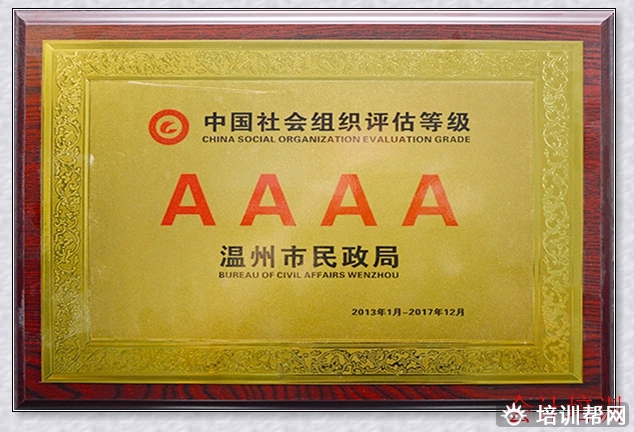 中国社会组织评估等级
CHINA SOCIAL ORGANIZATION EVALUATION GRADE
AAAA
温州市民政局
BUREAU OF CIVIL AFFAIRS WENZHOU
2013年1月-2017年12月
培训帮网